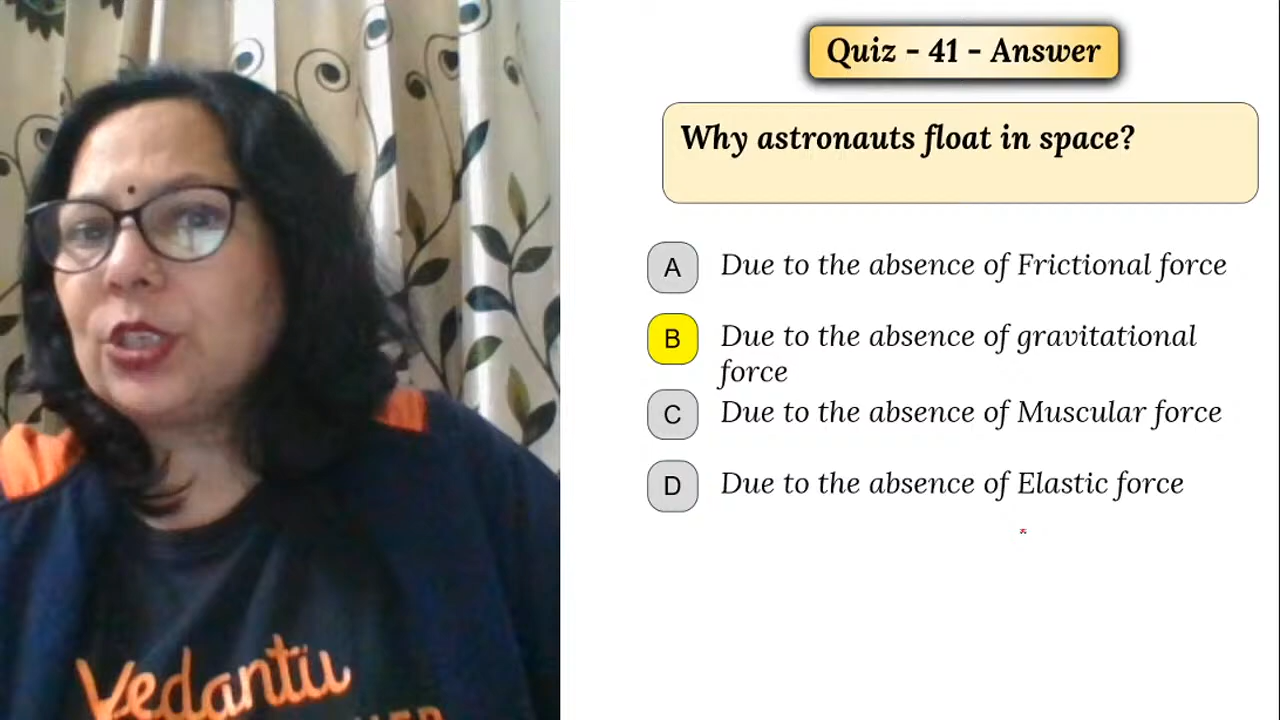 Quiz - 41 - Answer
Why astronauts float in space?
A Due to the absence of Frictional force
B Due to the absence of gravitational
force
C Due to the absence of Muscular force
D Due to the absence of Elastic force
Vedantu